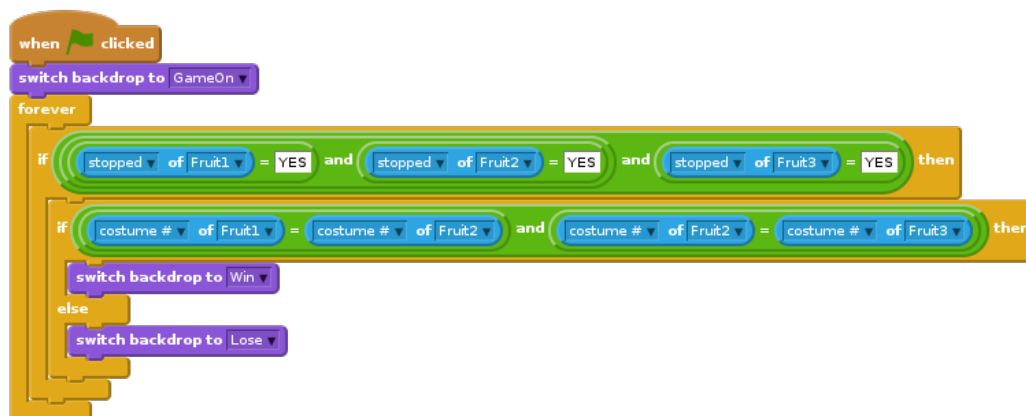 when clicked
switch backdrop to GameOn
forever
if stopped of Fruit1 = YES and stopped of Fruit2 = YES and stopped of Fruit3 = YES then
if costume # of Fruit1 = costume # of Fruit2 and costume # of Fruit2 = costume # of Fruit3 then
switch backdrop to Win
else
switch backdrop to Lose